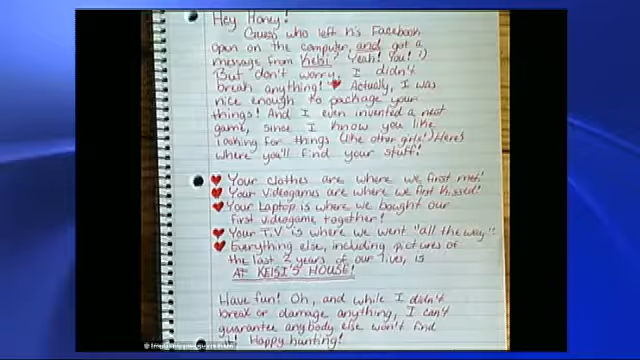 Hey Honey!
Guess who left his Facebook
open on the computer, and got a
message from Keisi? Yeah! You! :)
But don't worry, I didn't
break anything! Actually, I was
nice enough to package your
things! And I even invented a neat
game, since I know you like
looking for things (like other girls!) Here's
where you'll find your stuff!
Your clothes are where we first met!
Your Videogames are where we first kissed!
Your Laptop is where we bought our
first videogame together!
Your T.V is where we went "all the way"
Everything else, including pictures of
the last 2 years of our lives, is
AT KEISI'S HOUSE!
Have fun! Oh, and while I didn't
break or damage anything, I can't
guarantee anybody else won't find
it! Happy hunting!